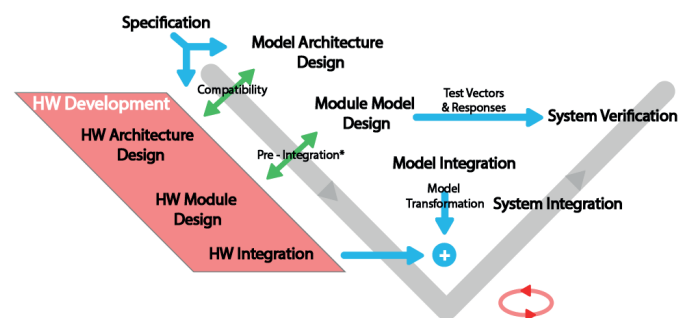 Specification
Model Architecture
Design
Compatibility
HW Development
Module Model
Design
Test Vectors
& Responses
System Verification
HW Architecture
Design
Pre - Integration*
Model Integration
Model
Transformation
HW Module
Design
System Integration
HW Integration
+